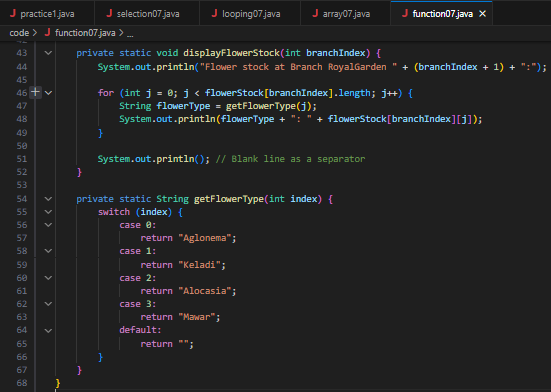 practice1.java selection07.java looping07.java array07.java function07.java
code > function07.java > ...
43 private static void displayFlowerStock(int branchIndex) {
44 System.out.println("Flower stock at Branch RoyalGarden " + (branchIndex + 1) + ":");
45
46 for (int j = 0; j < flowerStock[branchIndex].length; j++) {
47 String flowerType = getFlowerType(j);
48 System.out.println(flowerType + ": " + flowerStock[branchIndex][j]);
49 }
50
51 System.out.println(); // Blank line as a separator
52 }
53
54 private static String getFlowerType(int index) {
55 switch (index) {
56 case 0:
57 return "Aglonema";
58 case 1:
59 return "Keladi";
60 case 2:
61 return "Alocasia";
62 case 3:
63 return "Mawar";
64 default:
65 return "";
66 }
67 }
68 }